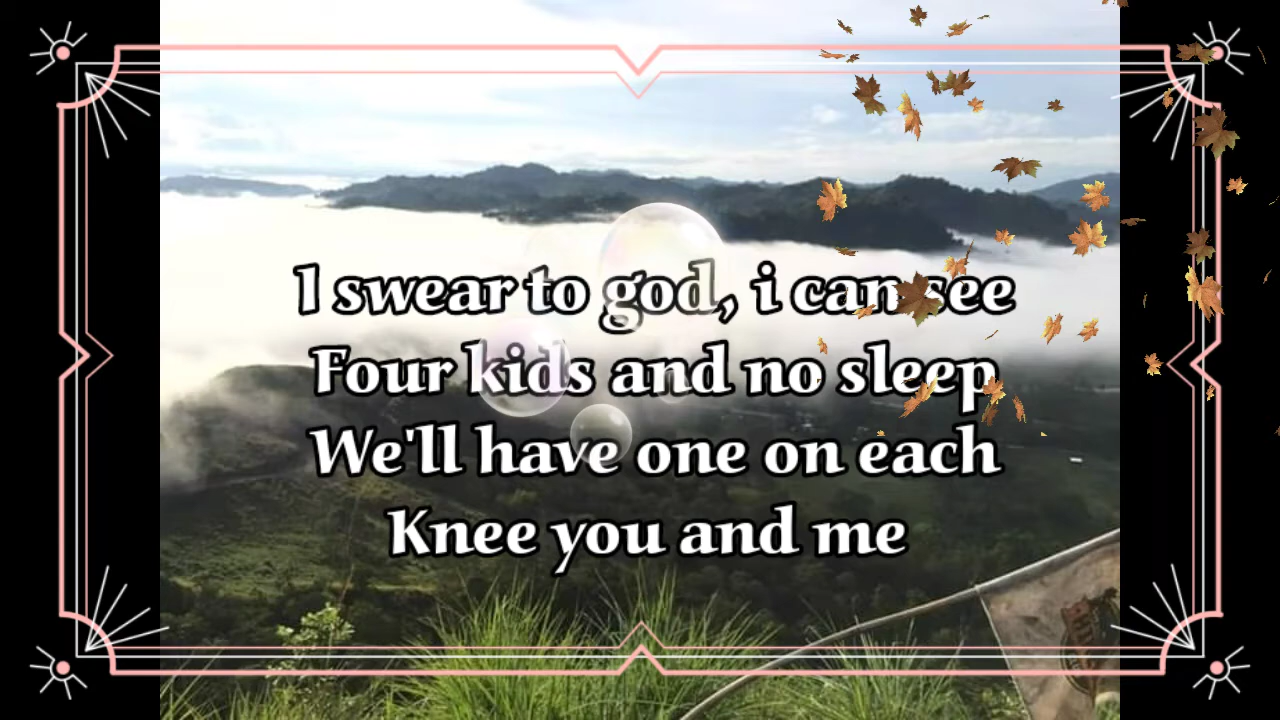 I swear to god, i can see
Four kids and no sleep
We'll have one on each
Knee you and me